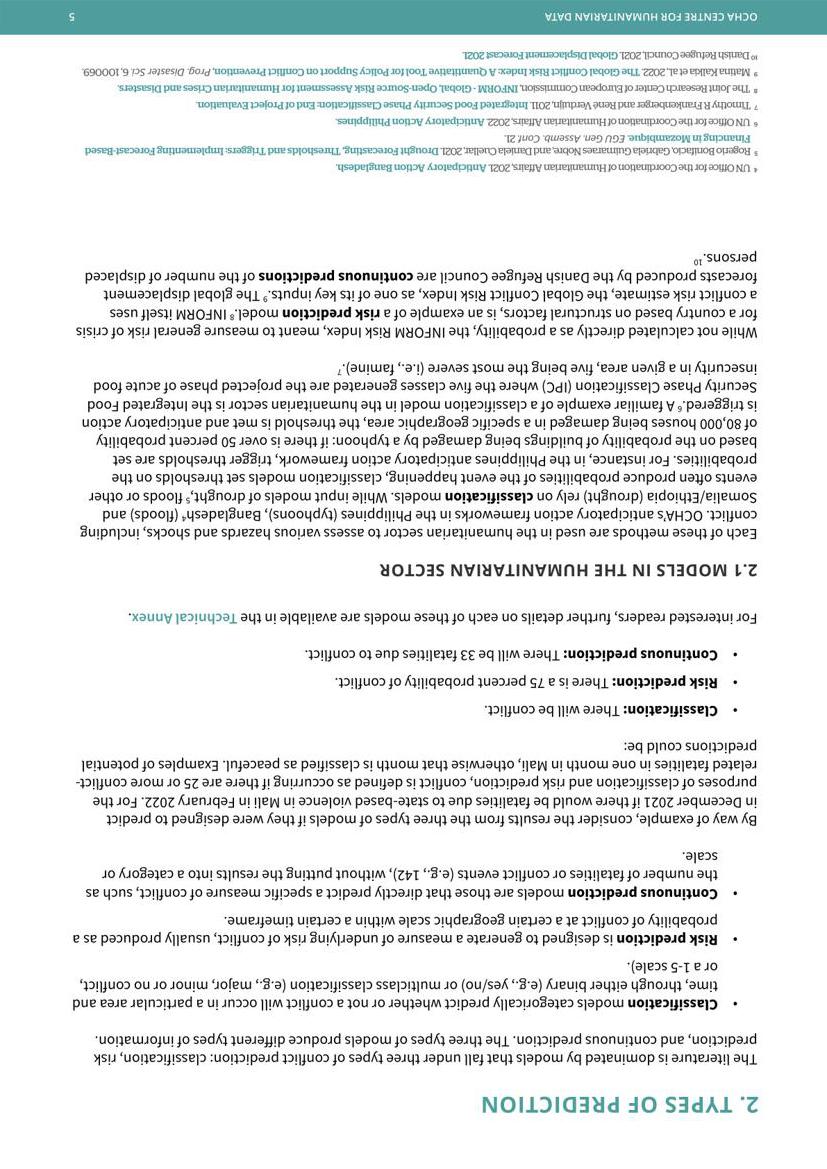 2. TYPES OF PREDICTION
The literature is dominated by models that fall under three types of conflict prediction: classification, risk
prediction, and continuous prediction. The three types of models produce different types of information.
• Classification models categorically predict whether or not a conflict will occur in a particular area and
time, through either binary (e.g., yes/no) or multiclass classification (e.g., major, minor or no conflict,
or a 1-5 scale).
• Risk prediction is designed to generate a measure of underlying risk of conflict, usually produced as a
probability of conflict at a certain geographic scale within a certain timeframe.
• Continuous prediction models are those that directly predict a specific measure of conflict, such as
the number of fatalities or conflict events (e.g., 142), without putting the results into a category or
scale.
By way of example, consider the results from the three types of models if they were designed to predict
in December 2021 if there would be fatalities due to state-based violence in Mali in February 2022. For the
purposes of classification and risk prediction, conflict is defined as occurring if there are 25 or more conflict-
related fatalities in one month in Mali, otherwise that month is classified as peaceful. Examples of potential
predictions could be:
• Classification: There will be conflict.
• Risk prediction: There is a 75 percent probability of conflict.
• Continuous prediction: There will be 33 fatalities due to conflict.
For interested readers, further details on each of these models are available in the Technical Annex.
2.1 MODELS IN THE HUMANITARIAN SECTOR
Each of these methods are used in the humanitarian sector to assess various hazards and shocks, including
conflict. OCHA's anticipatory action frameworks in the Philippines (typhoons), Bangladesh⁴ (floods) and
Somalia/Ethiopia (drought) rely on classification models. While input models of drought,⁵ floods or other
events often produce probabilities of the event happening, classification models set thresholds on the
probabilities. For instance, in the Philippines anticipatory action framework, trigger thresholds are set
based on the probability of buildings being damaged by a typhoon: if there is over 50 percent probability
of 80,000 houses being damaged in a specific geographic area, the threshold is met and anticipatory action
is triggered.⁶ A familiar example of a classification model in the humanitarian sector is the Integrated Food
Security Phase Classification (IPC) where the five classes generated are the projected phase of acute food
insecurity in a given area, five being the most severe (i.e., famine).⁷
While not calculated directly as a probability, the INFORM Risk Index, meant to measure general risk of crisis
for a country based on structural factors, is an example of a risk prediction model.⁸ INFORM itself uses
a conflict risk estimate, the Global Conflict Risk Index, as one of its key inputs.⁹ The global displacement
forecasts produced by the Danish Refugee Council are continuous predictions of the number of displaced
persons.¹⁰
⁴ UN Office for the Coordination of Humanitarian Affairs, 2021. Anticipatory Action Bangladesh.
⁵ Rogerio Bonifacio, Gabriela Guimaraes Nobre, and Daniela Cuellar, 2021. Drought Forecasting, Thresholds and Triggers: Implementing Forecast-Based
Financing in Mozambique. EGU Gen. Assemb. Conf 21.
⁶ UN Office for the Coordination of Humanitarian Affairs, 2022. Anticipatory Action Philippines.
⁷ Timothy R Frankenberger and René Verduijn, 2011. Integrated Food Security Phase Classification: End of Project Evaluation.
⁸ The Joint Research Center of European Commission, INFORM - Global, Open-Source Risk Assessment for Humanitarian Crises and Disasters.
⁹ Matina Halkia et al., 2022. The Global Conflict Risk Index: A Quantitative Tool for Policy Support on Conflict Prevention, Prog. Disaster Sci. 6, 100069.
¹⁰ Danish Refugee Council, 2021. Global Displacement Forecast 2021.
OCHA CENTRE FOR HUMANITARIAN DATA
5